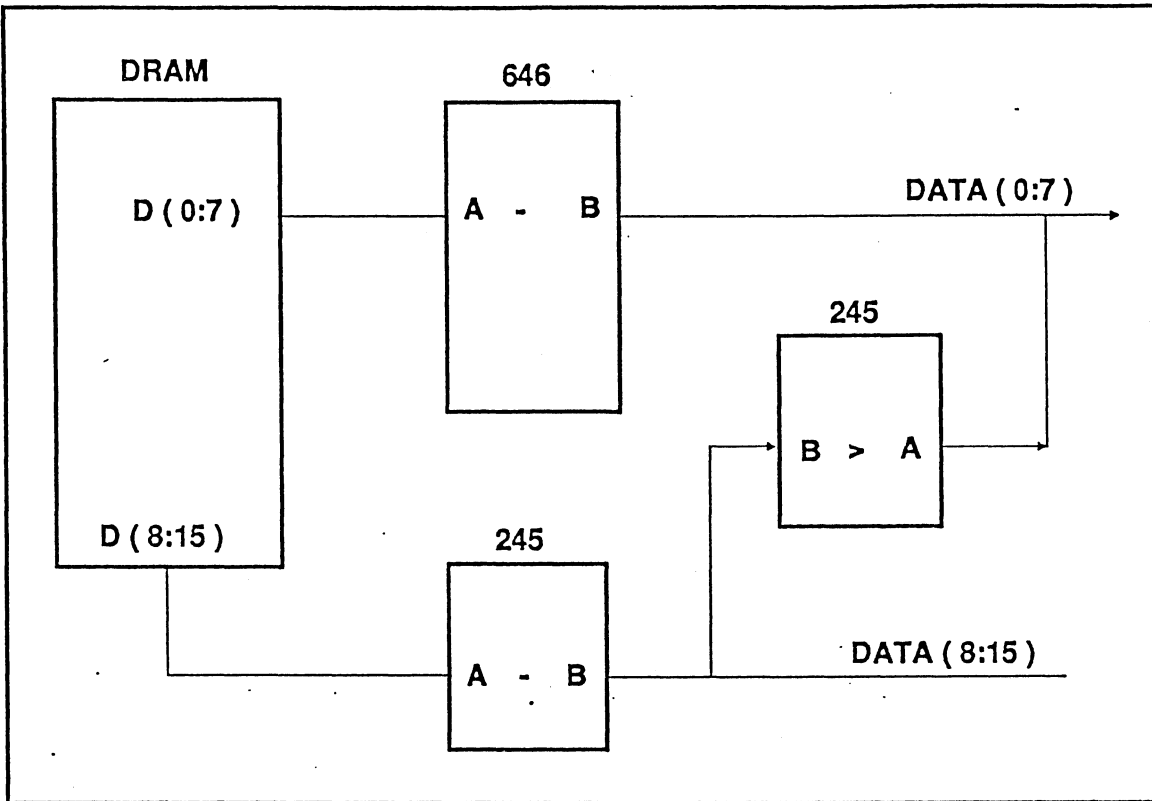 DRAM
646
D ( 0:7 )
A - B
DATA ( 0:7 )
245
B > A
D ( 8:15 )
245
A - B
DATA ( 8:15 )